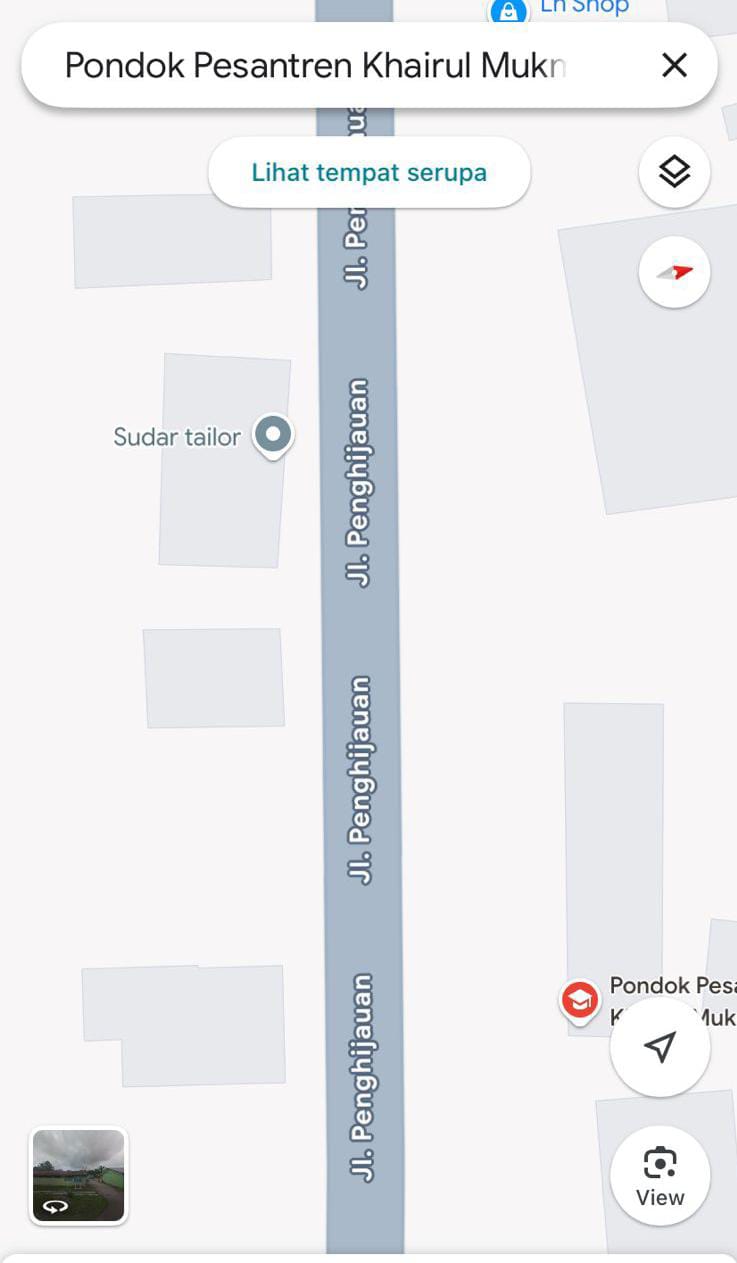 Ln Shop
Pondok Pesantren Khairul Mukn
Lihat tempat serupa
Jl. Penghijauan
Sudar tailor
Jl. Penghijauan
Jl. Penghijauan
Pondok Pesa
Muk
Jl. Penghijauan
View